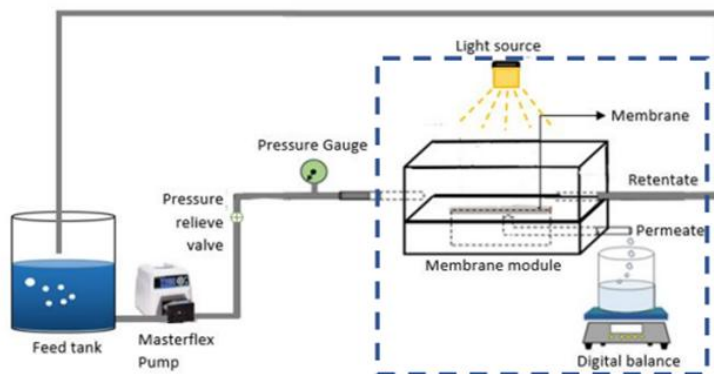 Light source
Membrane
Pressure Gauge
Retentate
Pressure
relieve
valve
Permeate
Membrane module
Feed tank
Masterflex
Pump
Digital balance